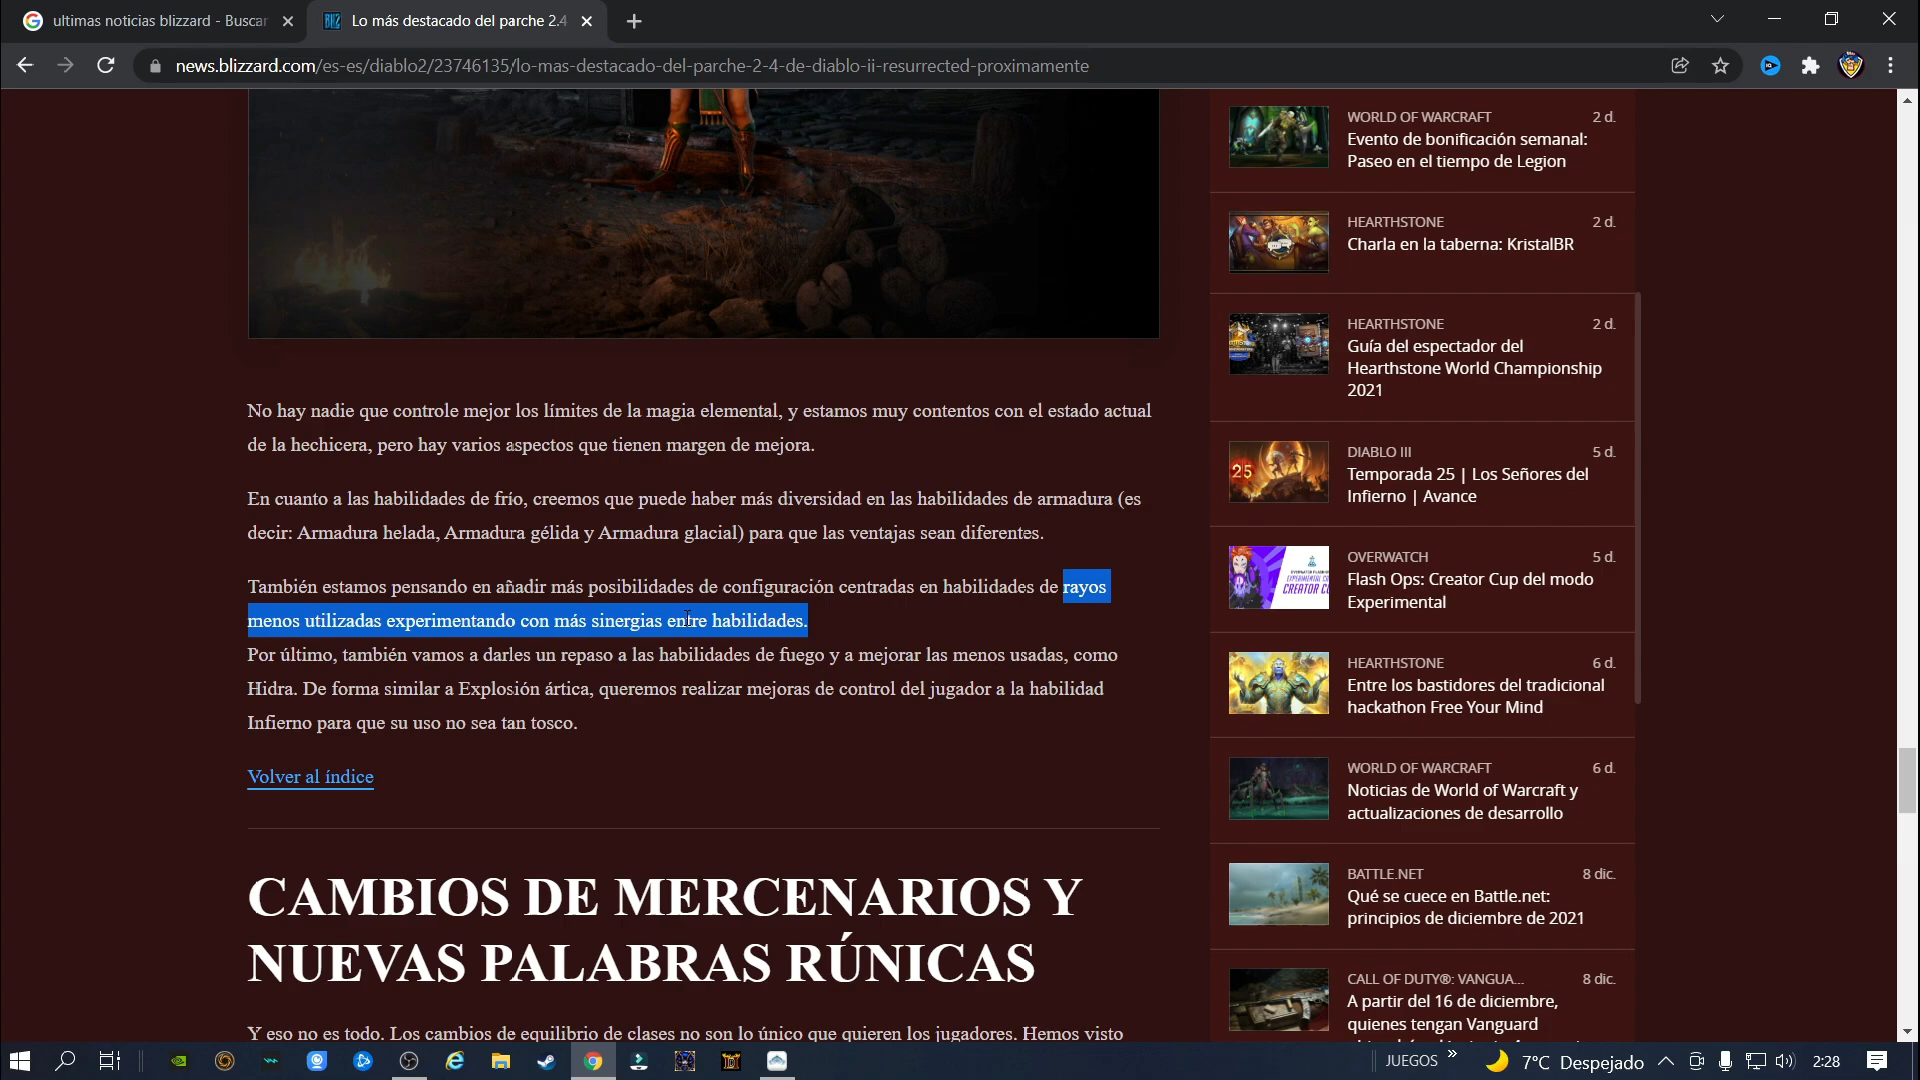 ultimas noticias blizzard - Buscar
Lo más destacado del parche 2.4
news.blizzard.com/es-es/diablo2/23746135/lo-mas-destacado-del-parche-2-4-de-diablo-ii-resurrected-proximamente
No hay nadie que controle mejor los límites de la magia elemental, y estamos muy contentos con el estado actual
de la hechicera, pero hay varios aspectos que tienen margen de mejora.
En cuanto a las habilidades de frío, creemos que puede haber más diversidad en las habilidades de armadura (es
decir: Armadura helada, Armadura gélida y Armadura glacial) para que las ventajas sean diferentes.
También estamos pensando en añadir más posibilidades de configuración centradas en habilidades de rayos
menos utilizadas experimentando con más sinergias entre habilidades.
Por último, también vamos a darles un repaso a las habilidades de fuego y a mejorar las menos usadas, como
Hidra. De forma similar a Explosión ártica, queremos realizar mejoras de control del jugador a la habilidad
Infierno para que su uso no sea tan tosco.
Volver al índice
CAMBIOS DE MERCENARIOS Y
NUEVAS PALABRAS RÚNICAS
Y eso no es todo. Los cambios de equilibrio de clases no son lo único que quieren los jugadores. Hemos visto
WORLD OF WARCRAFT 2 d.
Evento de bonificación semanal:
Paseo en el tiempo de Legion
HEARTHSTONE 2 d.
Charla en la taberna: KristalBR
HEARTHSTONE 2 d.
Guía del espectador del
Hearthstone World Championship
2021
25
DIABLO III 5 d.
Temporada 25 | Los Señores del
Infierno | Avance
OVERWATCH 5 d.
Flash Ops: Creator Cup del modo
Experimental
HEARTHSTONE 6 d.
Entre los bastidores del tradicional
hackathon Free Your Mind
WORLD OF WARCRAFT 6 d.
Noticias de World of Warcraft y
actualizaciones de desarrollo
BATTLE.NET 8 dic.
Qué se cuece en Battle.net:
principios de diciembre de 2021
CALL OF DUTY®: VANGUA... 8 dic.
A partir del 16 de diciembre,
quienes tengan Vanguard
JUEGOS » 7°C Despejado 2:28